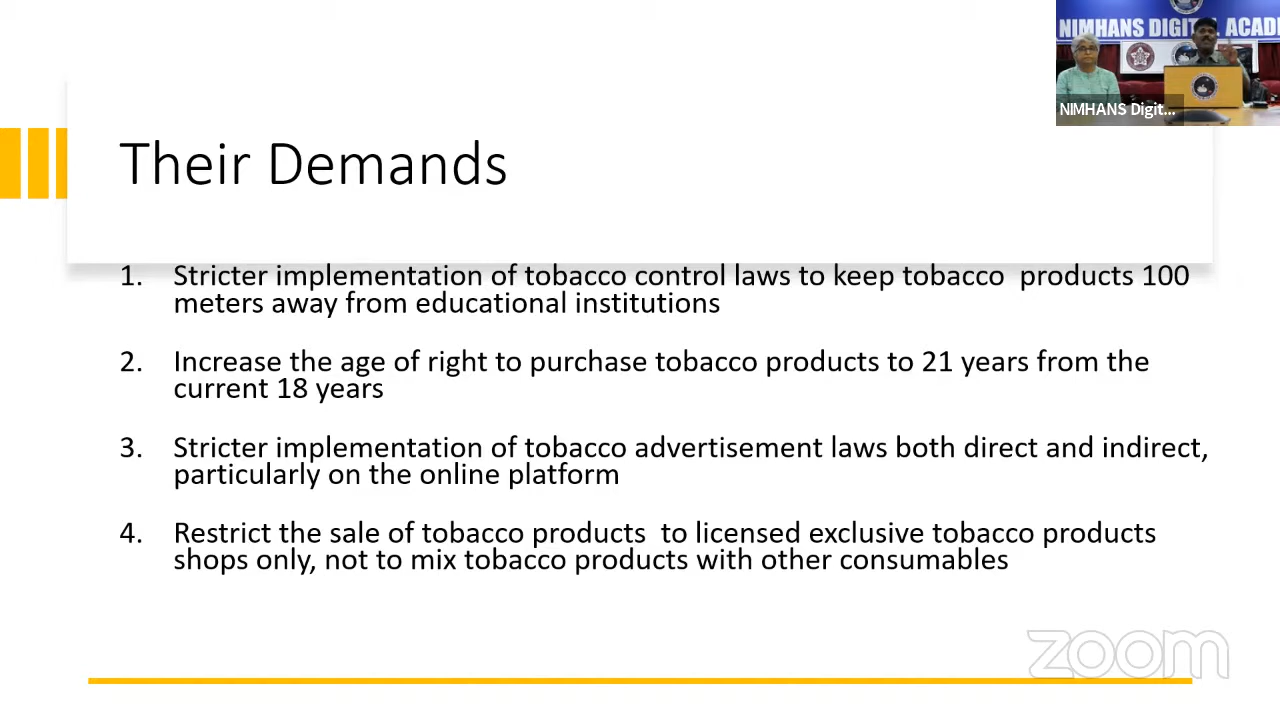 NIMHANS DIGITAL ACAD
NIMHANS Digit...
Their Demands
1. Stricter implementation of tobacco control laws to keep tobacco products 100
meters away from educational institutions
2. Increase the age of right to purchase tobacco products to 21 years from the
current 18 years
3. Stricter implementation of tobacco advertisement laws both direct and indirect,
particularly on the online platform
4. Restrict the sale of tobacco products to licensed exclusive tobacco products
shops only, not to mix tobacco products with other consumables
zoom